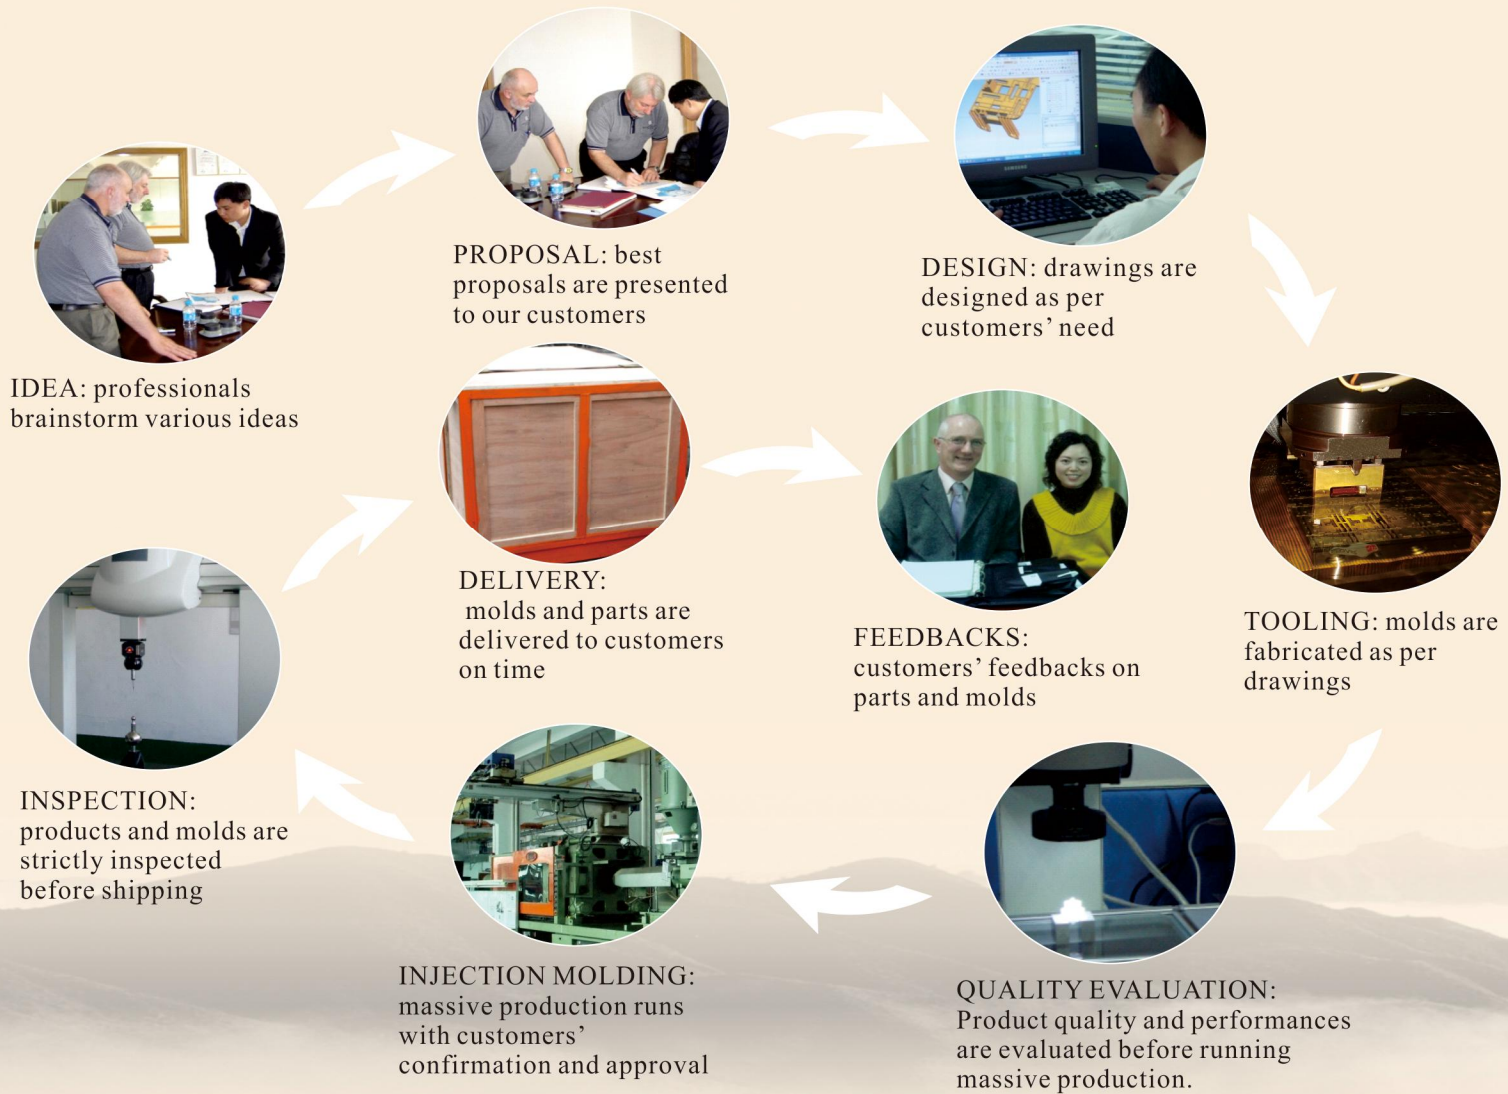 IDEA: professionals
brainstorm various ideas
PROPOSAL: best
proposals are presented
to our customers
DESIGN: drawings are
designed as per
customers’ need
TOOLING: molds are
fabricated as per
drawings
QUALITY EVALUATION:
Product quality and performances
are evaluated before running
massive production.
INJECTION MOLDING:
massive production runs
with customers’
confirmation and approval
INSPECTION:
products and molds are
strictly inspected
before shipping
DELIVERY:
molds and parts are
delivered to customers
on time
FEEDBACKS:
customers’ feedbacks on
parts and molds
SAMSUNG